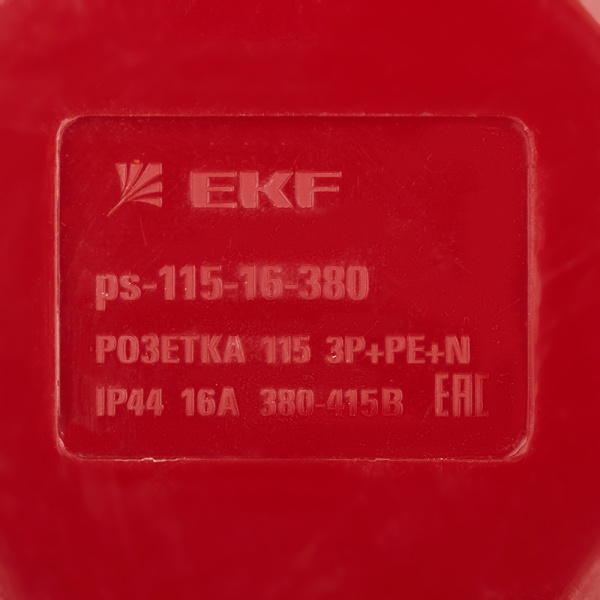 EKF
ps-115-16-380
РОЗЕТКА 115 3P+PE+N
IP44 16A 380-415В EAC